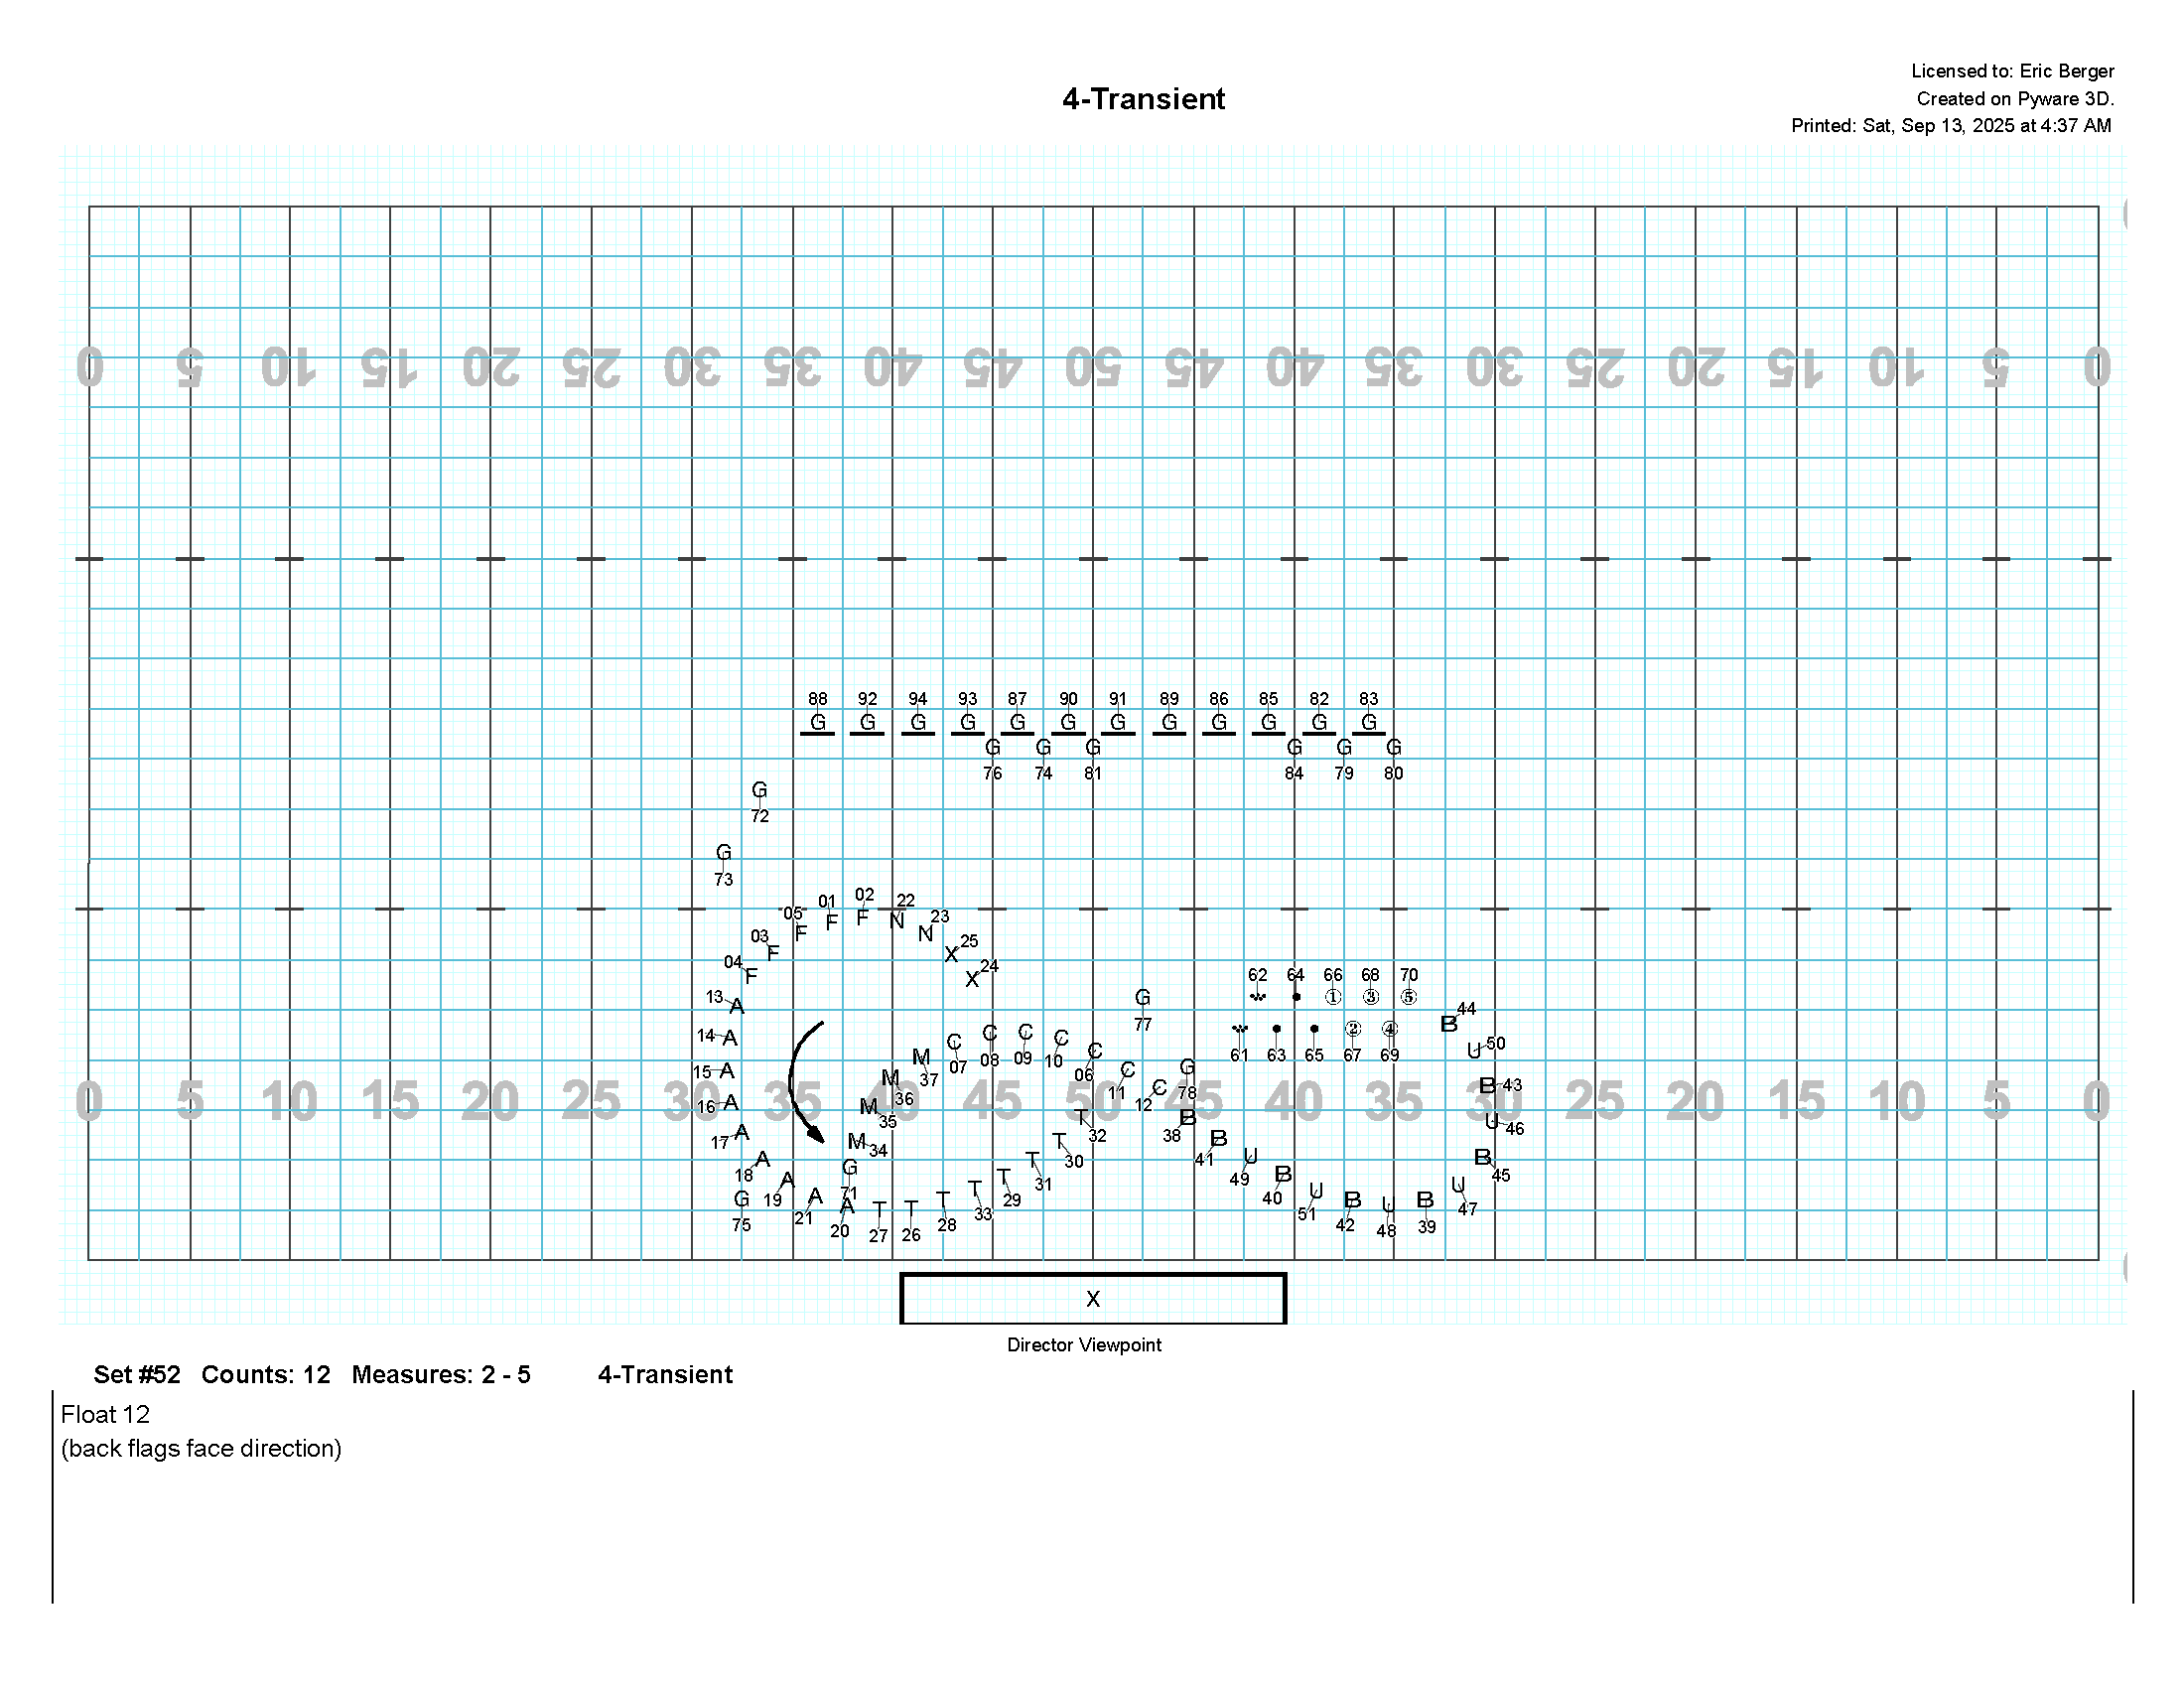 Licensed to: Eric Berger
4-Transient
Created on Pyware 3D.
Printed: Sat, Sep 13, 2025 at 4:37 AM
0 5 10 15 20 25 30 35 40 45 50 45 40 35 30 25 20 15 10 5 0
88 92 94 93 87 90 91 89 86 85 82 83
G G G G G G G G G G G G
G G G G G G
76 74 81 84 79 80
G
72
G
73
02
01 22
05 23
F F N
F N
03 25
F X
04 24
F X
62 64 66 68 70
13 A
G ① ③ ⑤
77
44
B
14 A
C C C C C
② ④
U 50
07 08 09 10 06
61 63 65 67 69
M
37
15 A
M
36
C
11
C
12
G
78
B 43
0 5 10 15 20 25 30 35 40 45 50 45 40 35 30 25 20 15 10 5 0
16 A
M
35
T
32
B
38
U 46
17 A
M 34
T
30
B
41
18 A
G
71
T
31
U
49
B
45
19 A
T
29
B
40
G
75
A
21
A
20
T
27
T
26
T
28
T
33
U
51
B
42
U
48
B
39
U
47
X
Director Viewpoint
Set #52 Counts: 12 Measures: 2 - 5 4-Transient
Float 12
(back flags face direction)